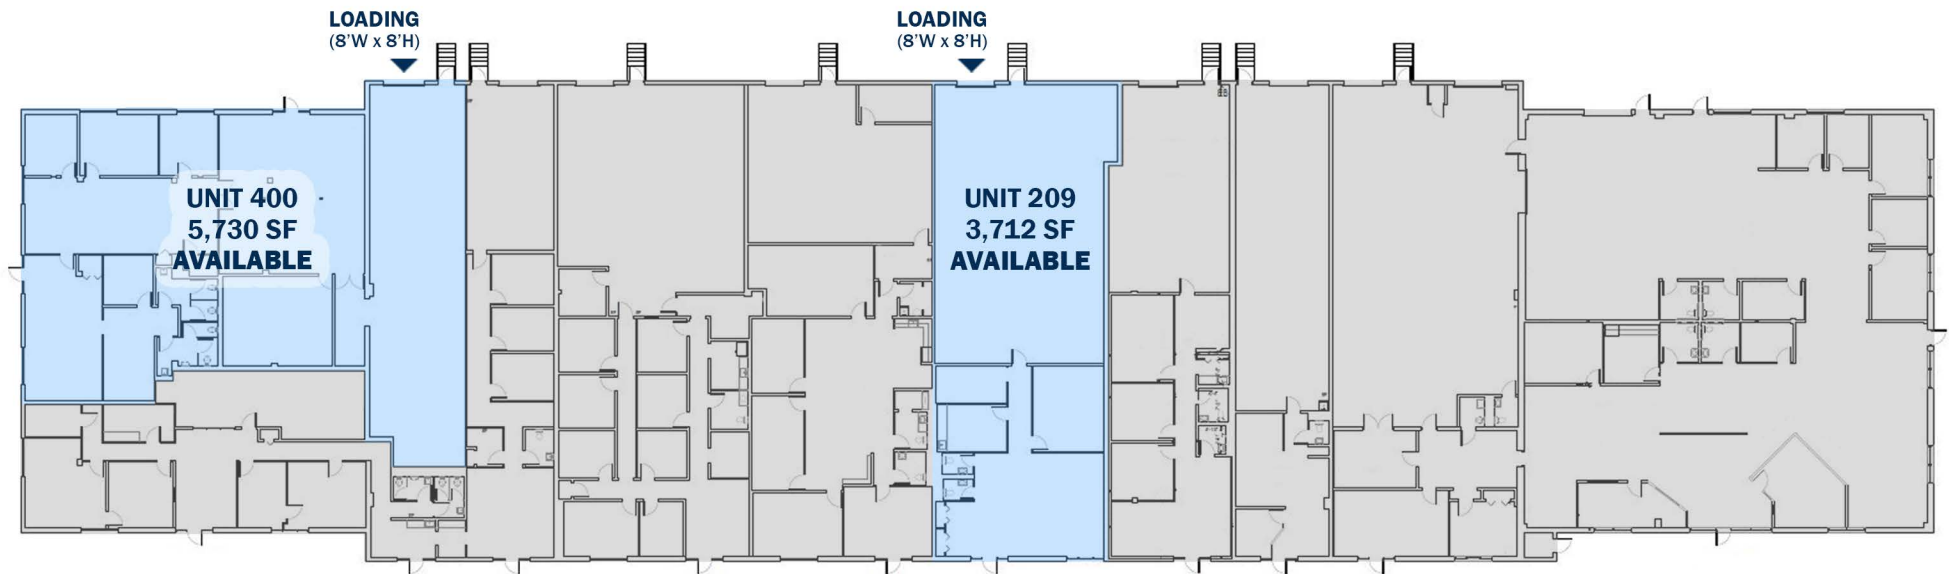 LOADING
(8'W x 8'H)
LOADING
(8'W x 8'H)
UNIT 400
5,730 SF
AVAILABLE
UNIT 209
3,712 SF
AVAILABLE